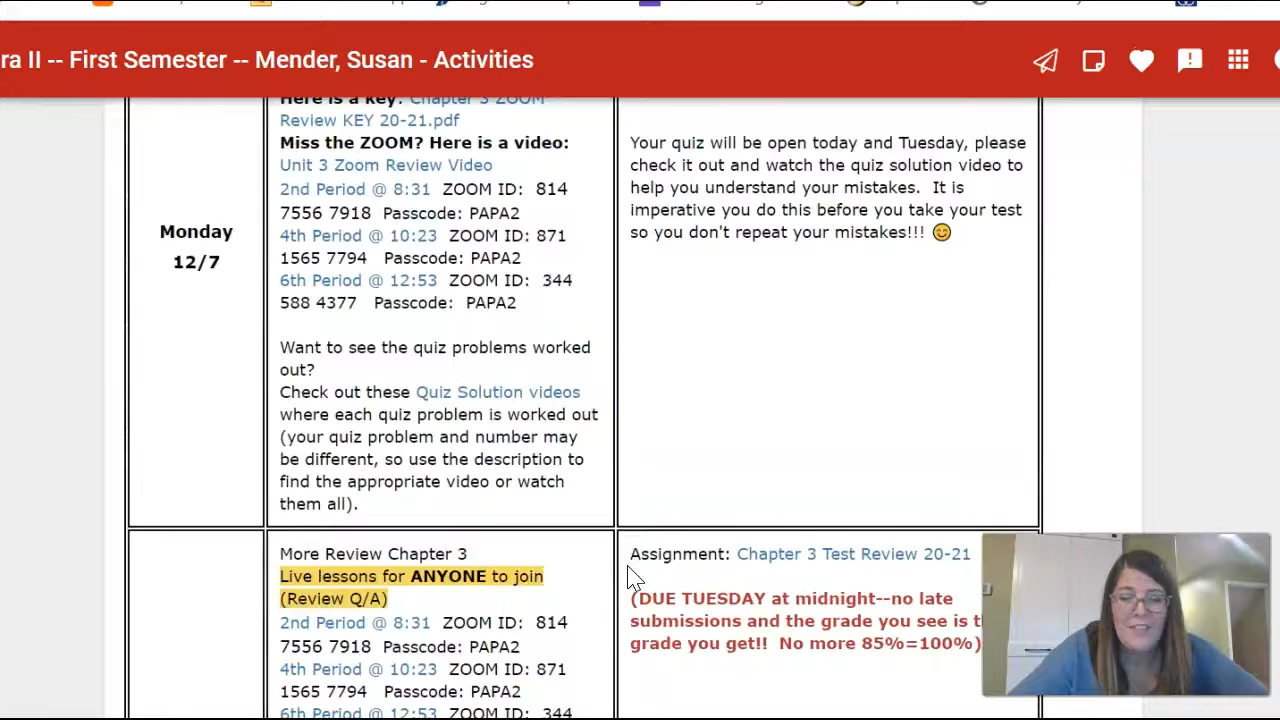 ra II -- First Semester -- Mender, Susan - Activities
Here is a key: Chapter 3 ZOOM
Review KEY 20-21.pdf
Miss the ZOOM? Here is a video:
Unit 3 Zoom Review Video
2nd Period @ 8:31 ZOOM ID: 814
7556 7918 Passcode: PAPA2
4th Period @ 10:23 ZOOM ID: 871
1565 7794 Passcode: PAPA2
6th Period @ 12:53 ZOOM ID: 344
588 4377 Passcode: PAPA2
Want to see the quiz problems worked
out?
Check out these Quiz Solution videos
where each quiz problem is worked out
(your quiz problem and number may
be different, so use the description to
find the appropriate video or watch
them all).
Monday
12/7
Your quiz will be open today and Tuesday, please
check it out and watch the quiz solution video to
help you understand your mistakes. It is
imperative you do this before you take your test
so you don't repeat your mistakes!!! 😊
More Review Chapter 3
Live lessons for ANYONE to join
(Review Q/A)
2nd Period @ 8:31 ZOOM ID: 814
7556 7918 Passcode: PAPA2
4th Period @ 10:23 ZOOM ID: 871
1565 7794 Passcode: PAPA2
6th Period @ 12:53 ZOOM ID: 344
Assignment: Chapter 3 Test Review 20-21
(DUE TUESDAY at midnight--no late
submissions and the grade you see is
grade you get!! No more 85%=100%)